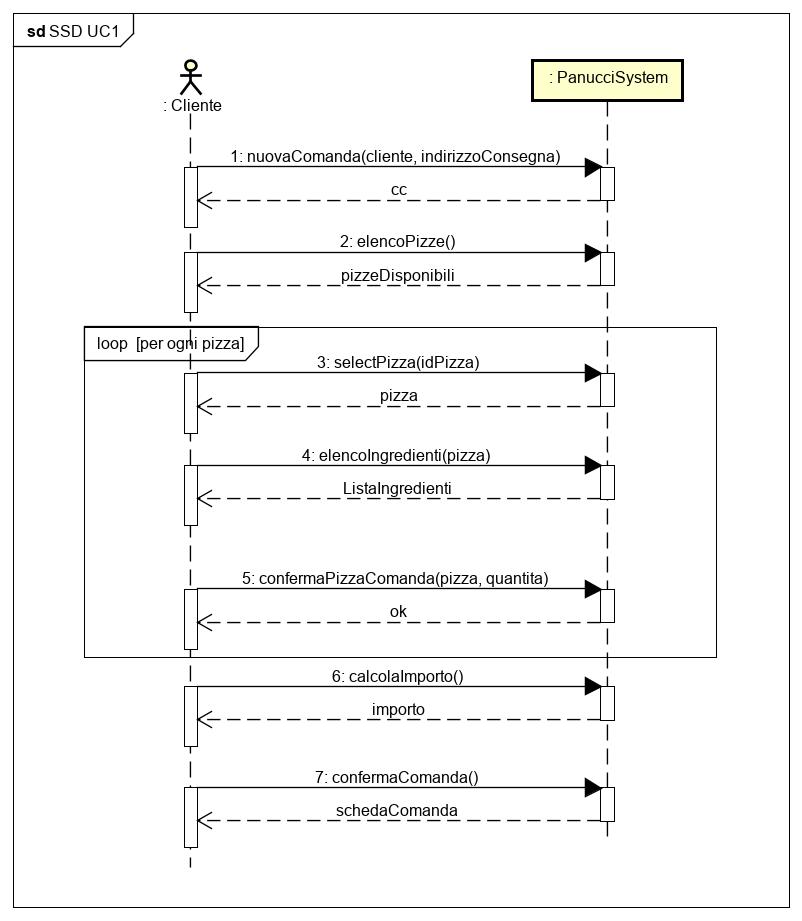 sd SSD UC1
: Cliente
: PanucciSystem
1: nuovaComanda(cliente, indirizzoConsegna)
cc
2: elencoPizze()
pizzeDisponibili
loop [per ogni pizza]
3: selectPizza(idPizza)
pizza
4: elencoIngredienti(pizza)
ListaIngredienti
5: confermaPizzaComanda(pizza, quantita)
ok
6: calcolaImporto()
importo
7: confermaComanda()
schedaComanda